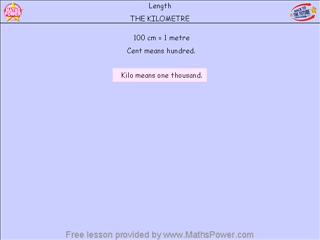 Length
THE KILOMETRE
100 cm = 1 metre
Cent means hundred.
Kilo means one thousand.
Free lesson provided by www.MathsPower.com